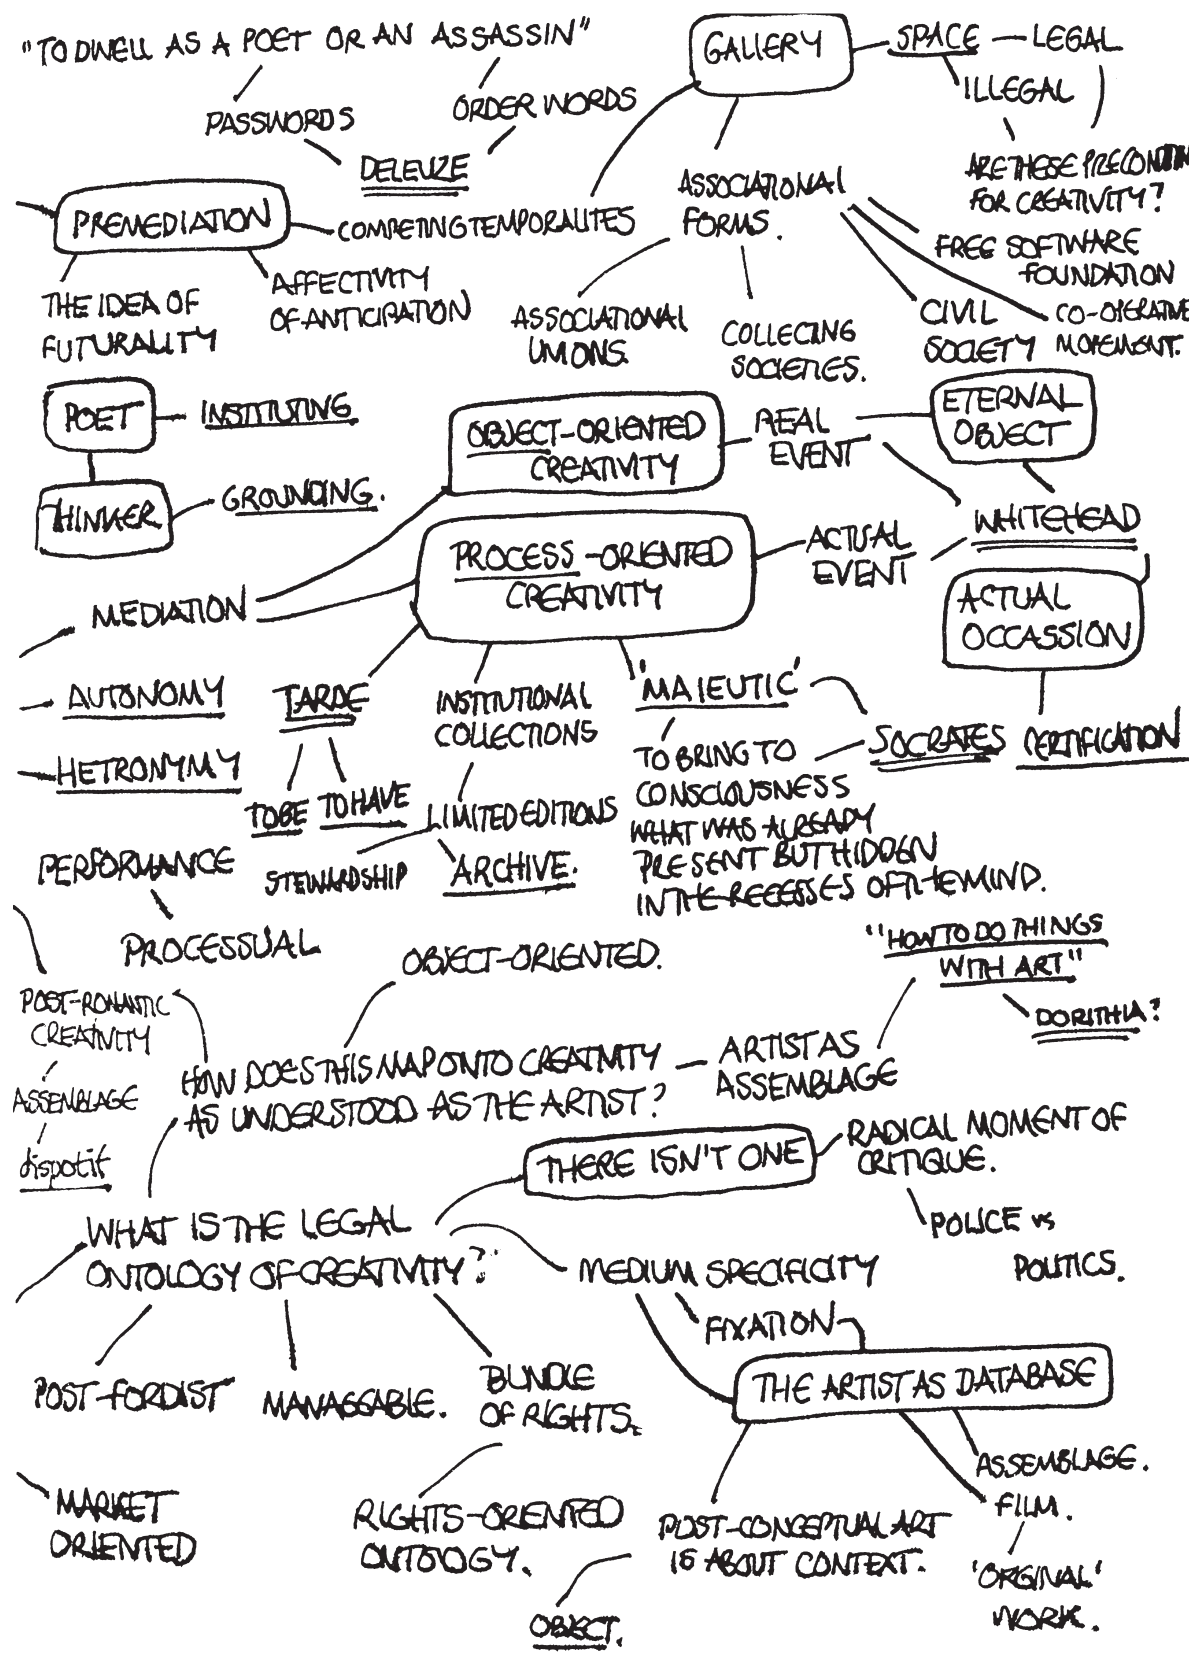 "TO DWELL AS A POET OR AN ASSASSIN"
PASSWORDS
ORDER WORDS
DELEUZE
GALLERY
SPACE
LEGAL
ILLEGAL
ARE THESE PRECONDITI
FOR CREATIVITY?
PREMEDIATION
COMPETING TEMPORALITES
THE IDEA OF
FUTURALITY
AFFECTIVITY
OF ANTICIPATION
ASSOCIATIONAL
FORMS.
FREE SOFTWARE
FOUNDATION
ASSOCIATIONAL
UNIONS.
COLLECING
SOCIETIES.
CIVIL
SOCIETY
CO-OPERATIVE
MOVEMENT.
POET
INSTITUTING
THINKER
GROUNDING.
OBJECT-ORIENTED
CREATIVITY
REAL
EVENT
ETERNAL
OBJECT
WHITEHEAD
PROCESS-ORIENTED
CREATIVITY
ACTUAL
EVENT
ACTUAL
OCCASSION
MEDIATION
AUTONOMY
HETRONYMY
TARDE
TO BE
TO HAVE
INSTITUTIONAL
COLLECTIONS
LIMITED EDITIONS
STEWARDSHIP
ARCHIVE.
'MAIEUTIC'
SOCRATES
CERTIFICATION
TO BRING TO
CONSCIOUSNESS
WHAT WAS ALREADY
PRESENT BUT HIDDEN
IN THE RECESSES OF THE MIND.
PERFORMANCE
PROCESSUAL
OBJECT-ORIENTED.
"HOW TO DO THINGS
WITH ART"
DORITHIA?
POST-ROMANTIC
CREATIVITY
ASSEMBLAGE
dispotif
HOW DOES THIS MAP ONTO CREATIVITY
AS UNDERSTOOD AS THE ARTIST?
ARTIST AS
ASSEMBLAGE
THERE ISN'T ONE
RADICAL MOMENT OF
CRITIQUE.
POLICE vs
POLITICS.
WHAT IS THE LEGAL
ONTOLOGY OF CREATIVITY?"
MEDIUM SPECIFICITY
FIXATION
THE ARTIST AS DATABASE
POST-FORDIST
MANAGEABLE.
BUNDLE
OF RIGHTS.
ASSEMBLAGE.
FILM.
'ORGINAL'
WORK.
MARKET
ORIENTED
RIGHTS-ORIENTED
ONTOLOGY.
OBJECT.
POST-CONCEPTUAL ART
IS ABOUT CONTEXT.